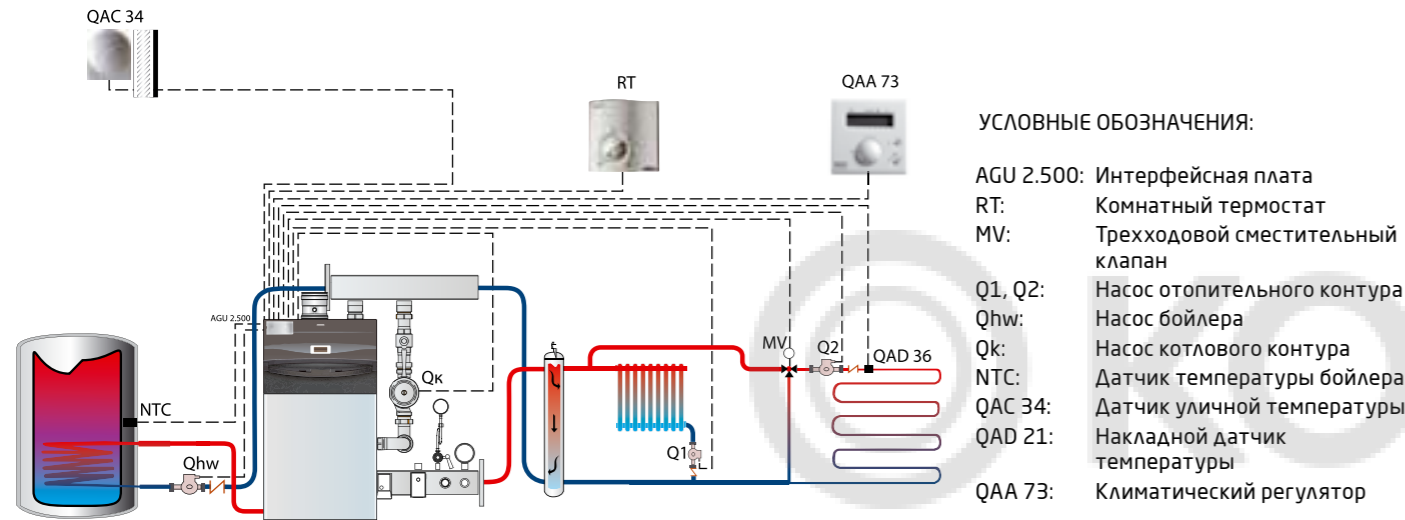 QAC 34
RT
QAA 73
AGU 2.500
NTC
Qhw
Qк
Q1
MV
Q2
QAD 36
УСЛОВНЫЕ ОБОЗНАЧЕНИЯ:
AGU 2.500: Интерфейсная плата
RT: Комнатный термостат
MV: Трехходовой сместительный
клапан
Q1, Q2: Насос отопительного контура
Qhw: Насос бойлера
Qk: Насос котлового контура
NTC: Датчик температуры бойлера
QAC 34: Датчик уличной температуры
QAD 21: Накладной датчик
температуры
QAA 73: Климатический регулятор